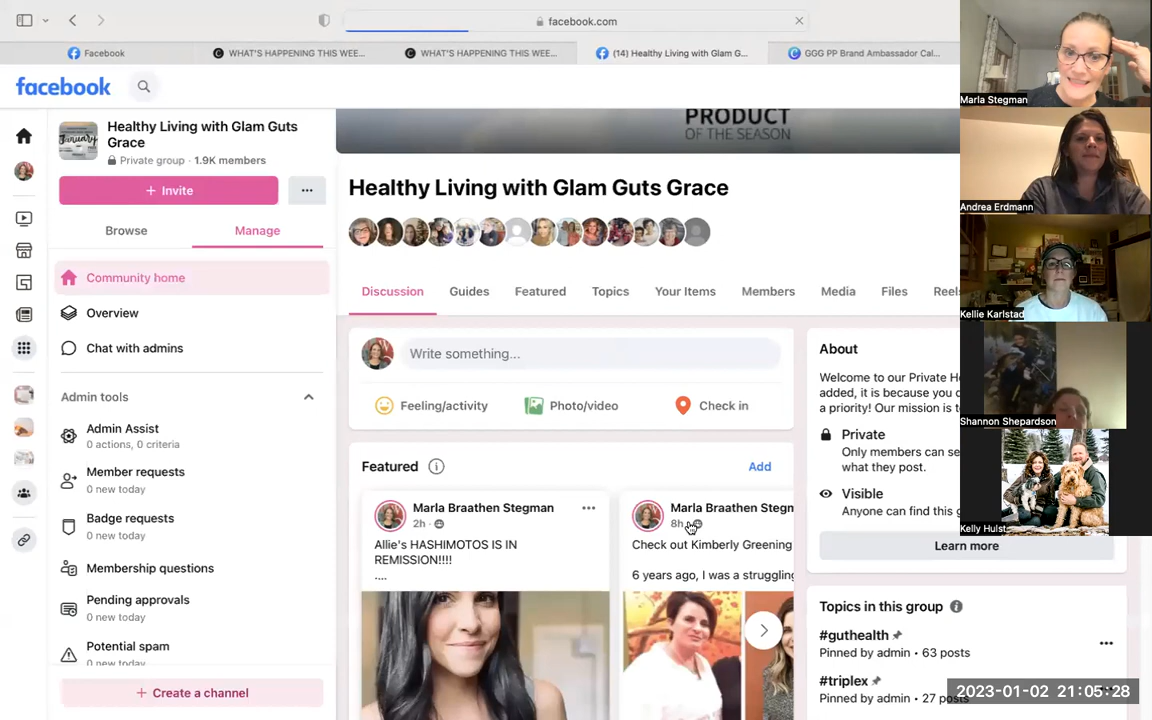 facebook.com
Facebook
WHAT'S HAPPENING THIS WEE...
WHAT'S HAPPENING THIS WEE...
(14) Healthy Living with Glam G...
GGG PP Brand Ambassador Cal...
facebook
Healthy Living with Glam Guts
Grace
Private group · 1.9K members
+ Invite
...
Browse
Manage
Community home
Overview
Chat with admins
Admin tools
Admin Assist
0 actions, 0 criteria
Member requests
0 new today
Badge requests
0 new today
Membership questions
Pending approvals
0 new today
Potential spam
0 new today
+ Create a channel
PRODUCT
OF THE SEASON
Healthy Living with Glam Guts Grace
Discussion
Guides
Featured
Topics
Your Items
Members
Media
Files
Reels
Write something...
Feeling/activity
Photo/video
Check in
Featured
Add
Marla Braathen Stegman
2h ·
Allie's HASHIMOTOS IS IN
REMISSION!!!!
....
Marla Braathen Stegm
8h ·
Check out Kimberly Greening
6 years ago, I was a struggling
About
Welcome to our Private He
added, it is because you c
a priority! Our mission is t
Private
Only members can se
what they post.
Visible
Anyone can find this g
Learn more
Topics in this group
#guthealth
Pinned by admin • 63 posts
#triplex
Pinned by admin • 27 posts
Marla Stegman
Andrea Erdmann
Kellie Karlstad
Shannon Shepardson
Kelly Hulst
2023-01-02 21:05:28